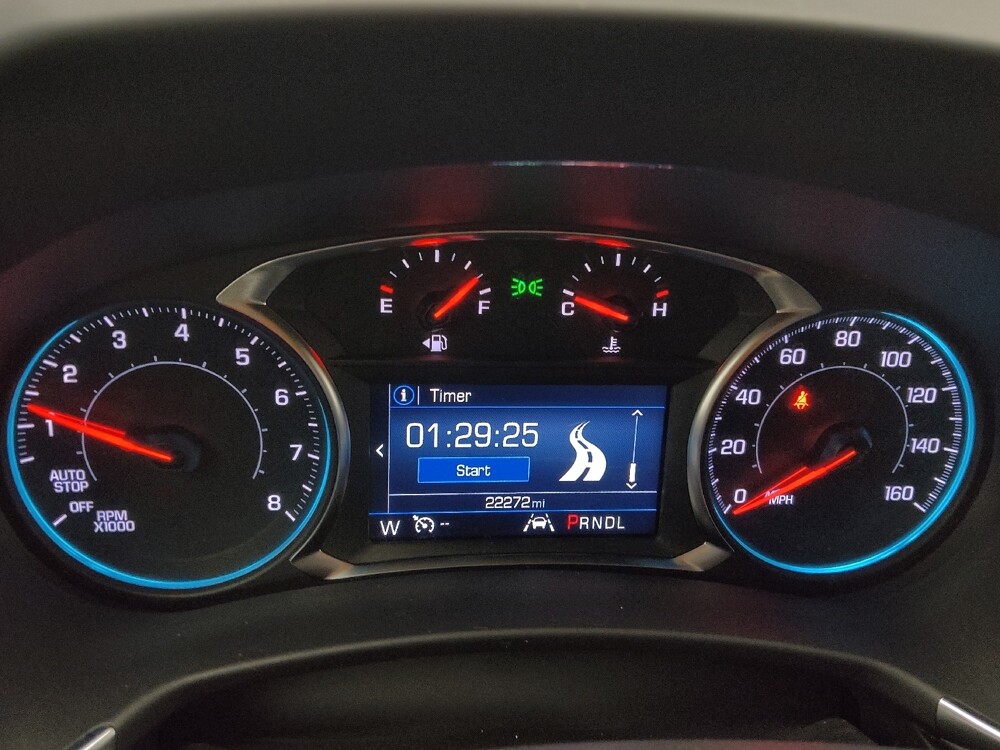 E F
C H
1 2 3 4 5 6 7 8
AUTO
STOP
OFF
RPM
X1000
i Timer
01:29:25
Start
22272mi
W -- PRNDL
0 20 40 60 80 100 120 140 160
MPH